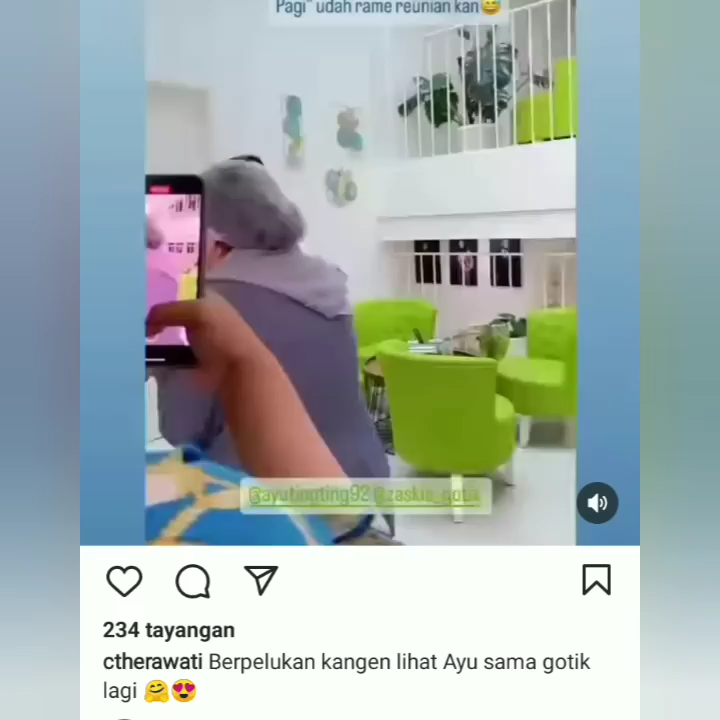 Pagi" udah rame reunian kan😅
@ayutingting92 @zaskia_gotik
234 tayangan
ctherawati Berpelukan kangen lihat Ayu sama gotik
lagi 🤗😍